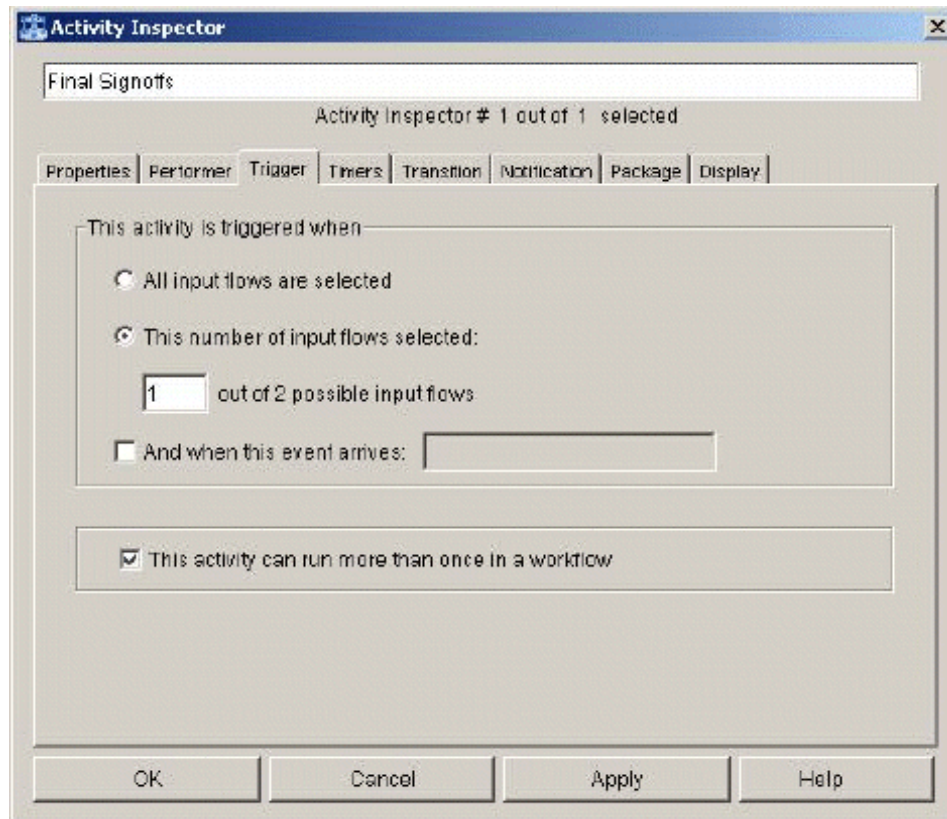 Activity Inspector
Final Signoffs
Activity Inspector # 1 out of 1 selected
Properties Performer Trigger Timers Transition Notification Package Display
This activity is triggered when
All input flows are selected
This number of input flows selected:
1 out of 2 possible input flows
And when this event arrives:
This activity can run more than once in a workflow
OK Cancel Apply Help